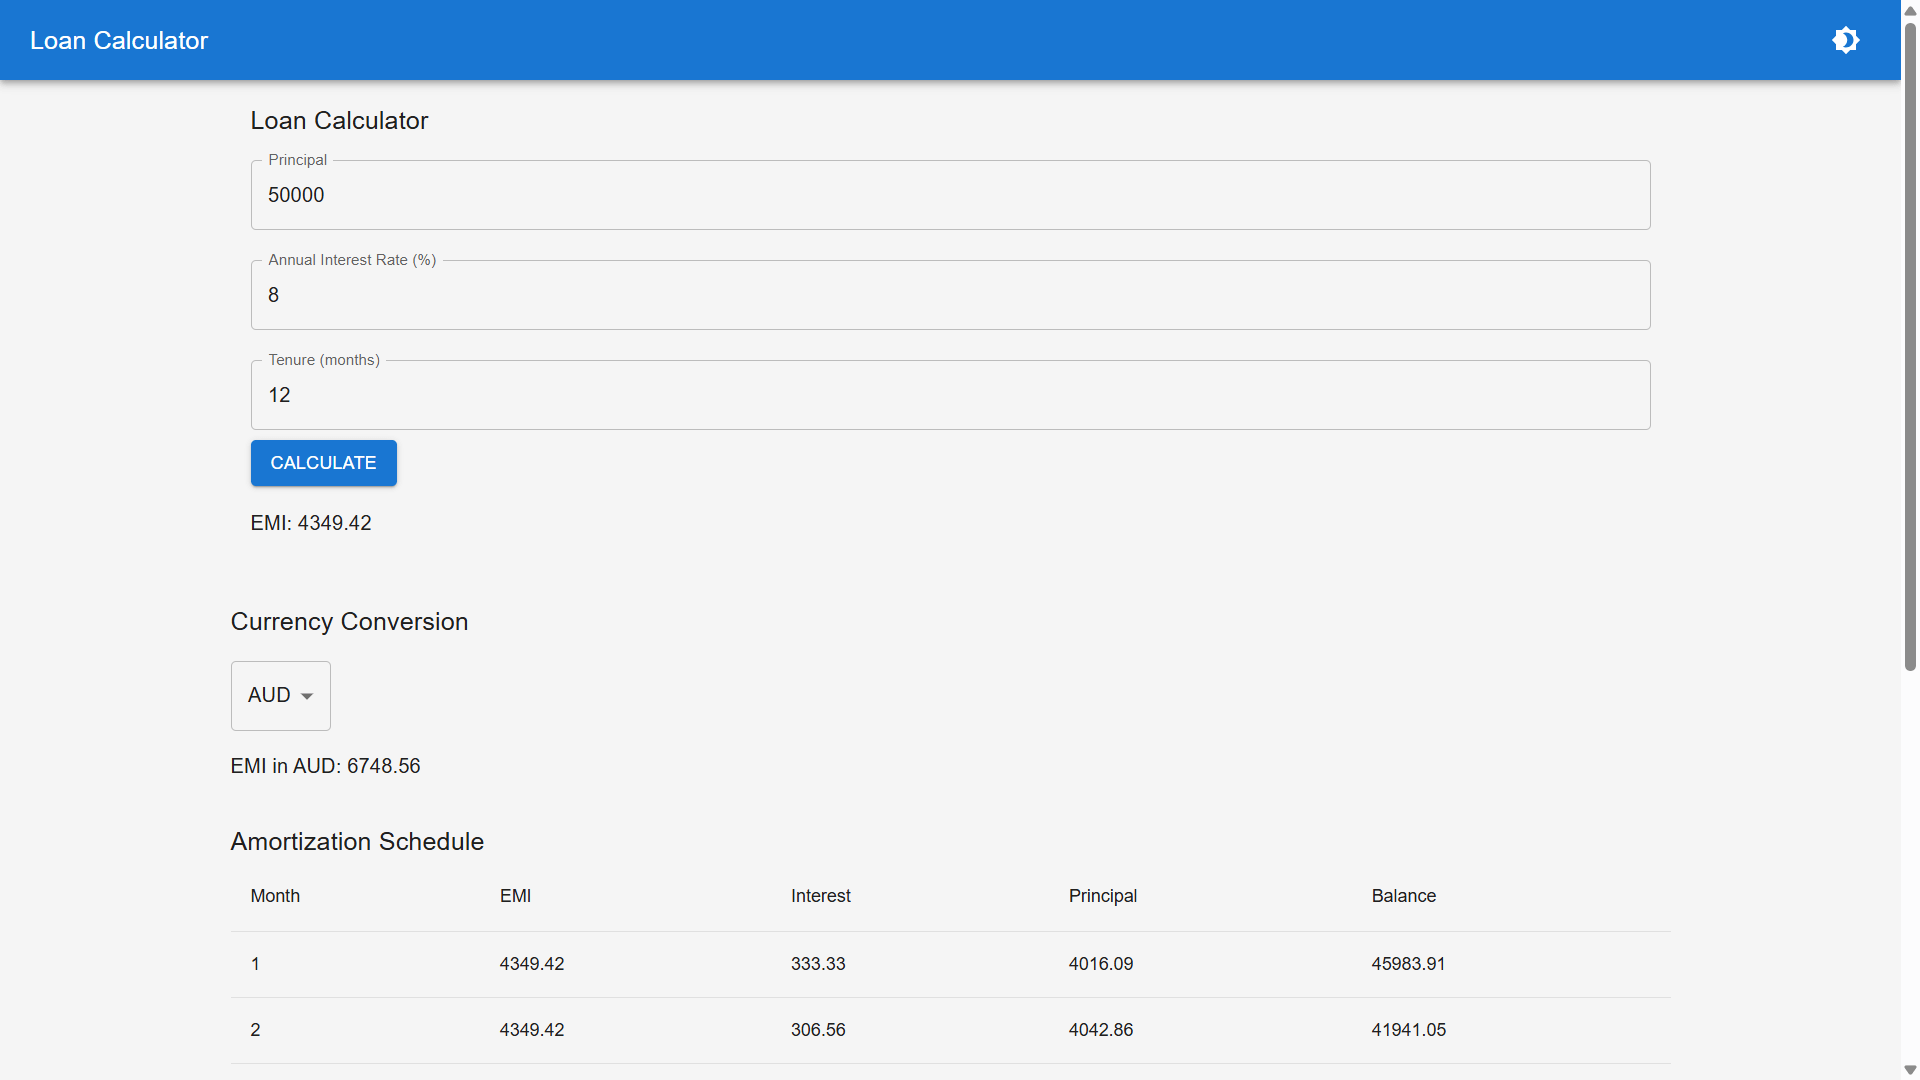 Loan Calculator
Loan Calculator
Principal
50000
Annual Interest Rate (%)
8
Tenure (months)
12
CALCULATE
EMI: 4349.42
Currency Conversion
AUD
EMI in AUD: 6748.56
Amortization Schedule
Month EMI Interest Principal Balance
1 4349.42 333.33 4016.09 45983.91
2 4349.42 306.56 4042.86 41941.05